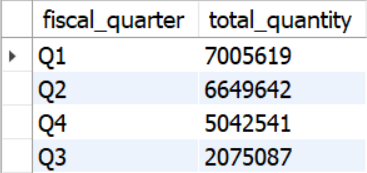 fiscal_quarter total_quantity
Q1 7005619
Q2 6649642
Q4 5042541
Q3 2075087